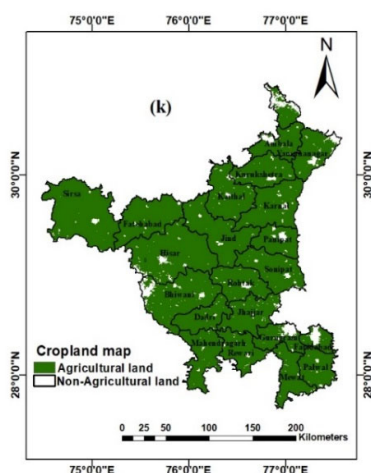 75°0'0"E 76°0'0"E 77°0'0"E
N
(k)
30°0'0"N 30°0'0"N
Ambala
Yamunanagar
Kurukshetra
Sirsa
Kaithal
Karnal
Fatehabad
Jind
Panipat
Hisar
Sonipat
Rohtak
Bhiwani
Jhajjar
Dadri
Gurugram
Mahendragarh
Faridabad
Rewari
Palwal
Mewat
Cropland map
Agricultural land
Non-Agricultural land
28°0'0"N 28°0'0"N
0 25 50 100 150 200
Kilometers
75°0'0"E 76°0'0"E 77°0'0"E